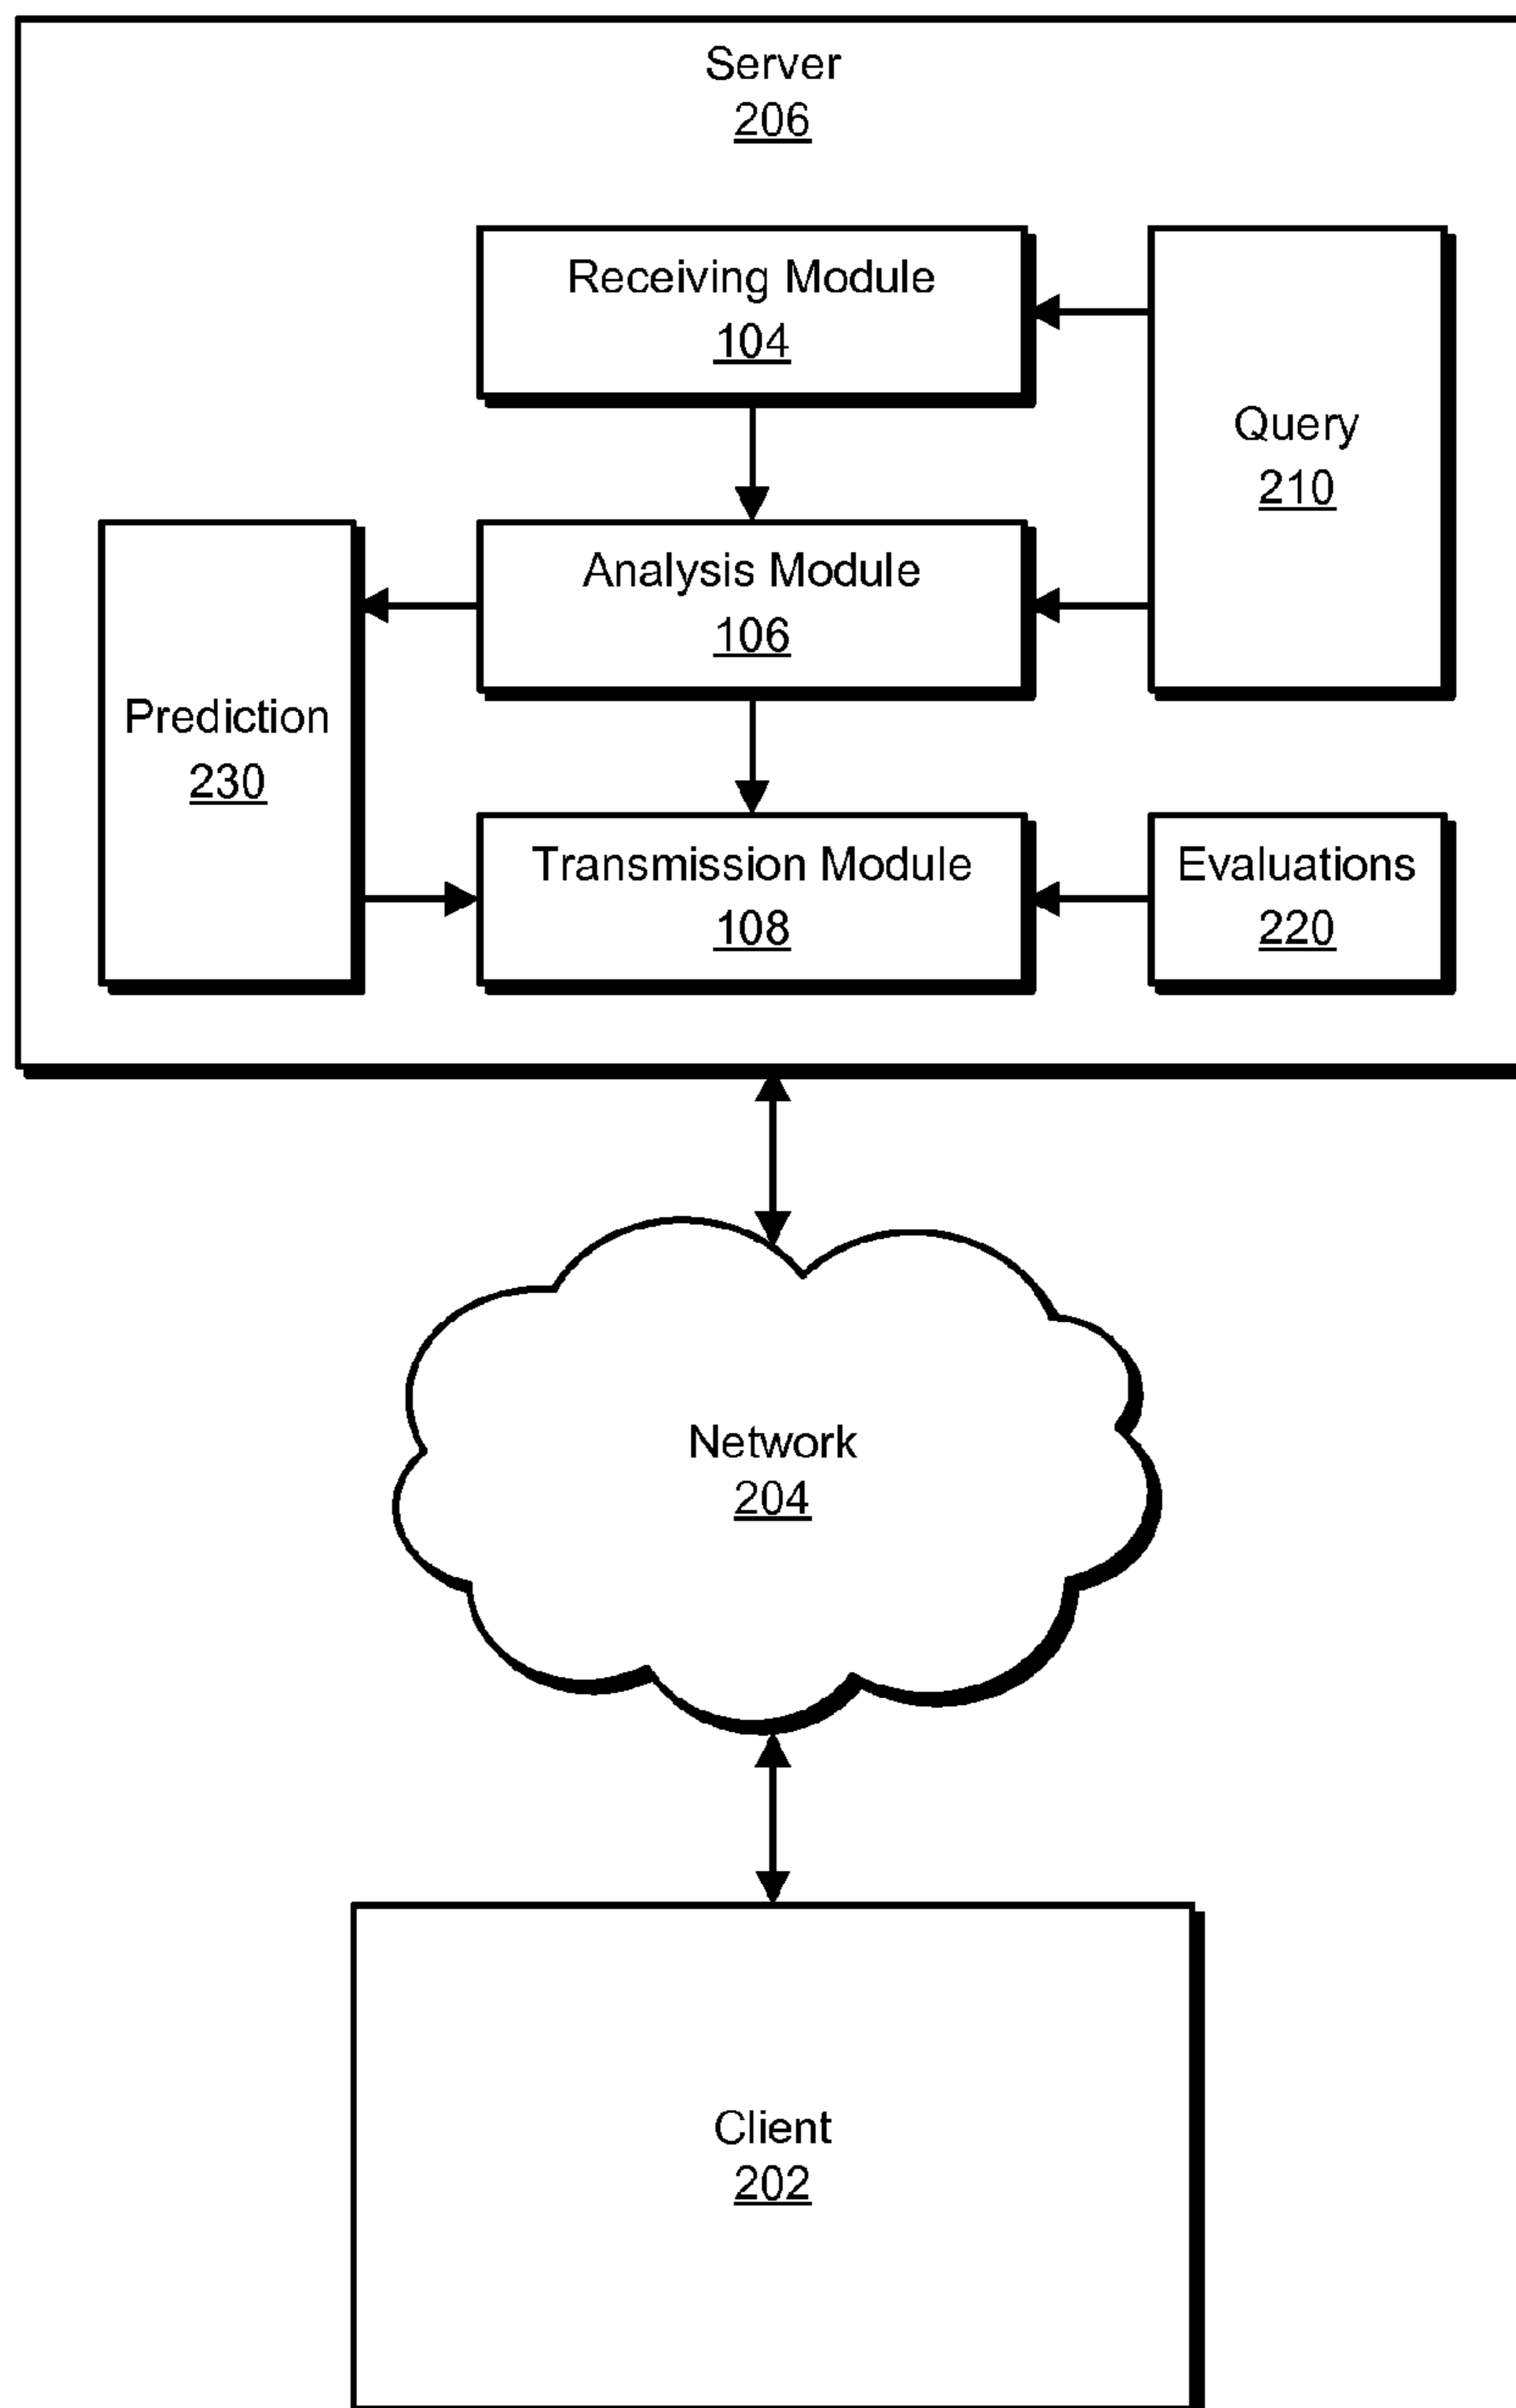 Server
206
Receiving Module
104
Query
210
Analysis Module
106
Prediction
230
Transmission Module
108
Evaluations
220
Network
204
Client
202